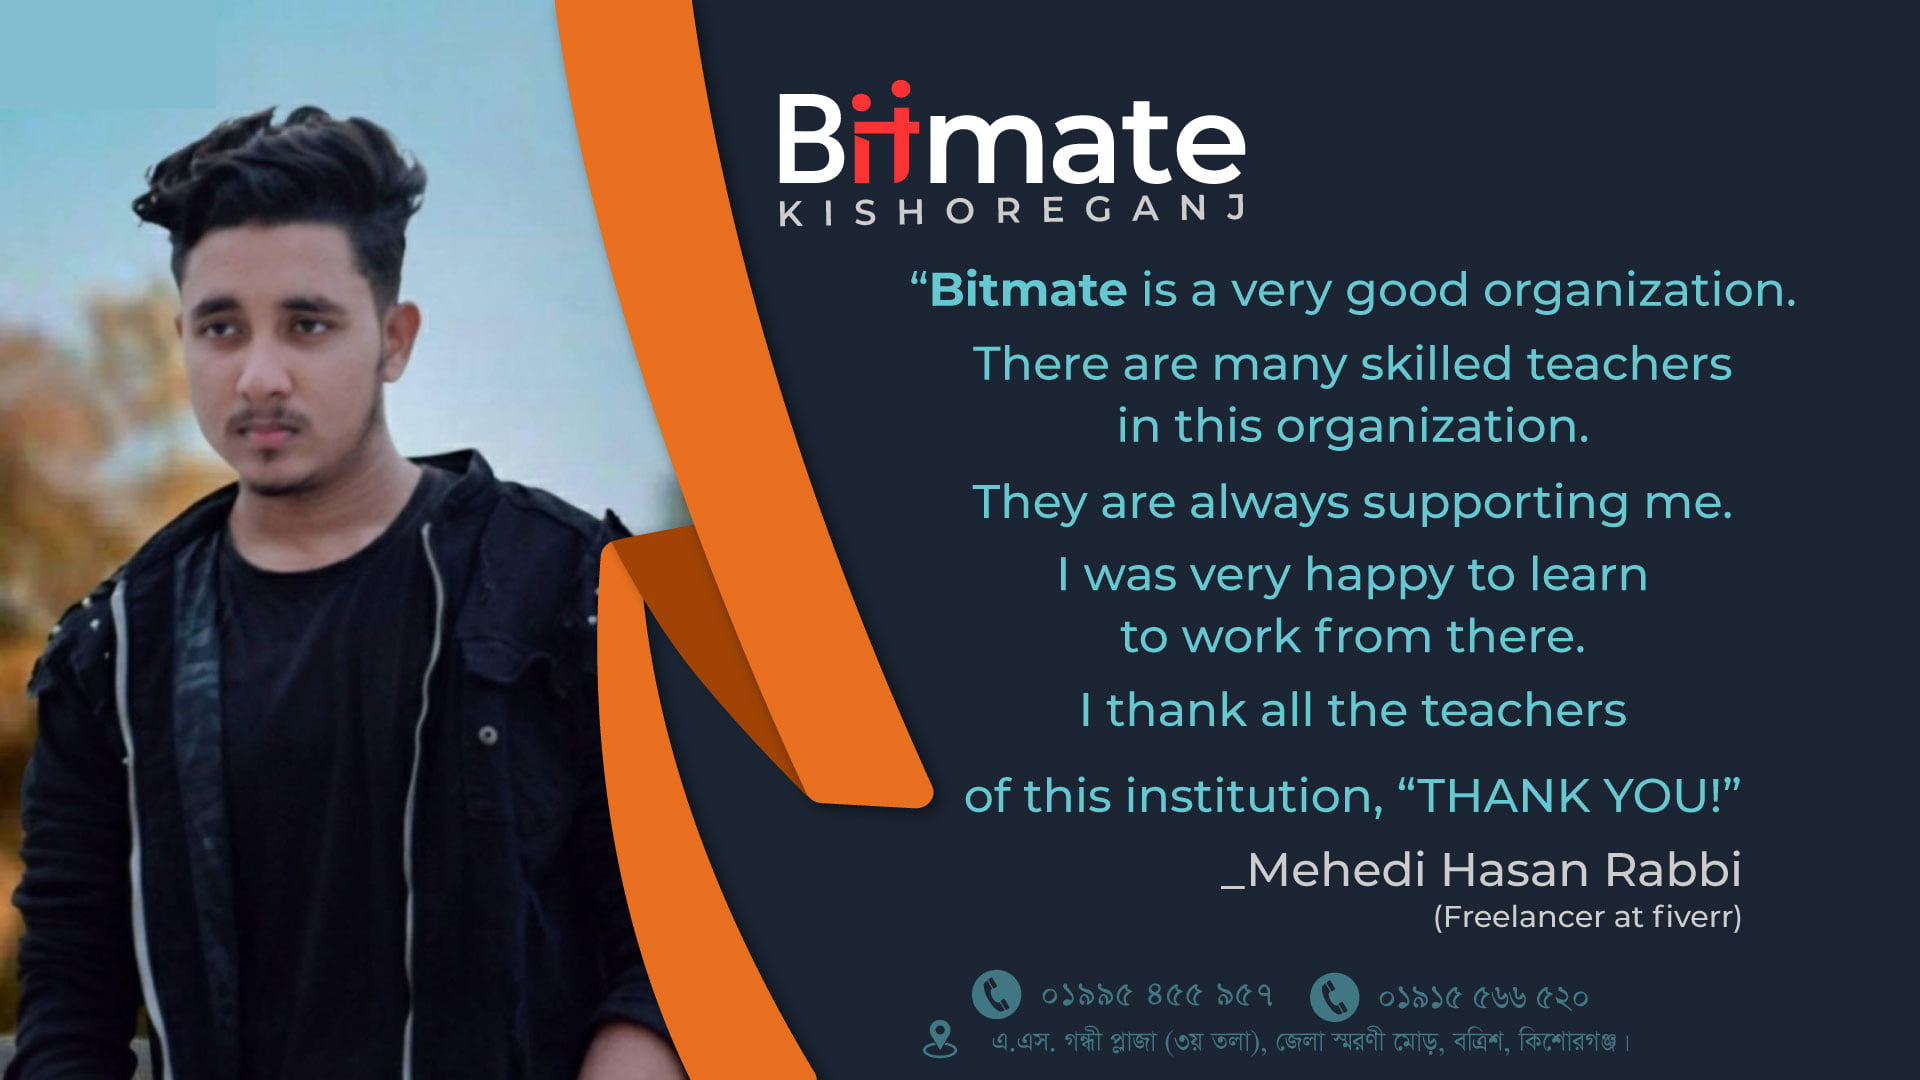 Bitmate
KISHOREGANJ
“Bitmate is a very good organization.
There are many skilled teachers
in this organization.
They are always supporting me.
I was very happy to learn
to work from there.
I thank all the teachers
of this institution, “THANK YOU!”
_Mehedi Hasan Rabbi
(Freelancer at fiverr)
০১৯৯৫ ৪৫৫ ৯৫৭ ০১৯১৫ ৫৬৬ ৫২০
এ.এস. গন্ধী প্লাজা (৩য় তলা), জেলা স্মরণী মোড়, বত্রিশ, কিশোরগঞ্জ।